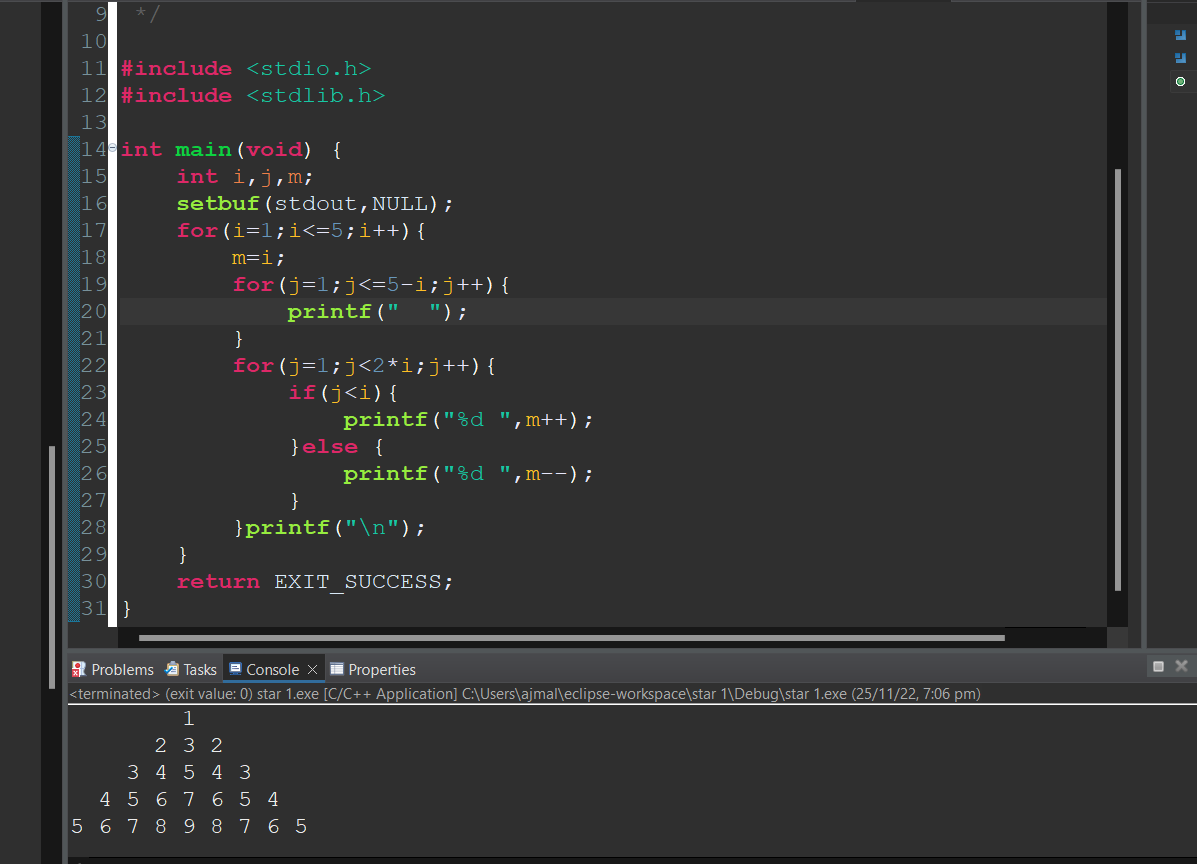 9 */
10
11 #include <stdio.h>
12 #include <stdlib.h>
13
14 int main(void) {
15     int i,j,m;
16     setbuf(stdout,NULL);
17     for(i=1;i<=5;i++){
18         m=i;
19         for(j=1;j<=5-i;j++){
20             printf("  ");
21         }
22         for(j=1;j<2*i;j++){
23             if(j<i){
24                 printf("%d ",m++);
25             }else {
26                 printf("%d ",m--);
27             }
28         }printf("\n");
29     }
30     return EXIT_SUCCESS;
31 }
Problems Tasks Console Properties
<terminated> (exit value: 0) star 1.exe [C/C++ Application] C:\Users\ajmal\eclipse-workspace\star 1\Debug\star 1.exe (25/11/22, 7:06 pm)
        1
      2 3 2
    3 4 5 4 3
  4 5 6 7 6 5 4
5 6 7 8 9 8 7 6 5